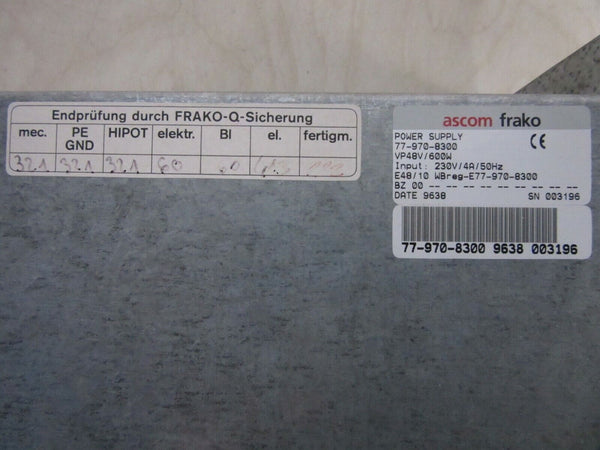 Endprüfung durch FRAKO-Q-Sicherung
mec. PE GND HIPOT elektr. BI el. fertigm.
321 321 321 60
ascom frako
POWER SUPPLY
77-970-8300
VP48V/600W
Input: 230V/4A/50Hz
E48/10 WBreg-E77-970-8300
BZ 00 -- -- -- -- -- -- -- -- --
DATE 9638 SN 003196
CE
77-970-8300 9638 003196